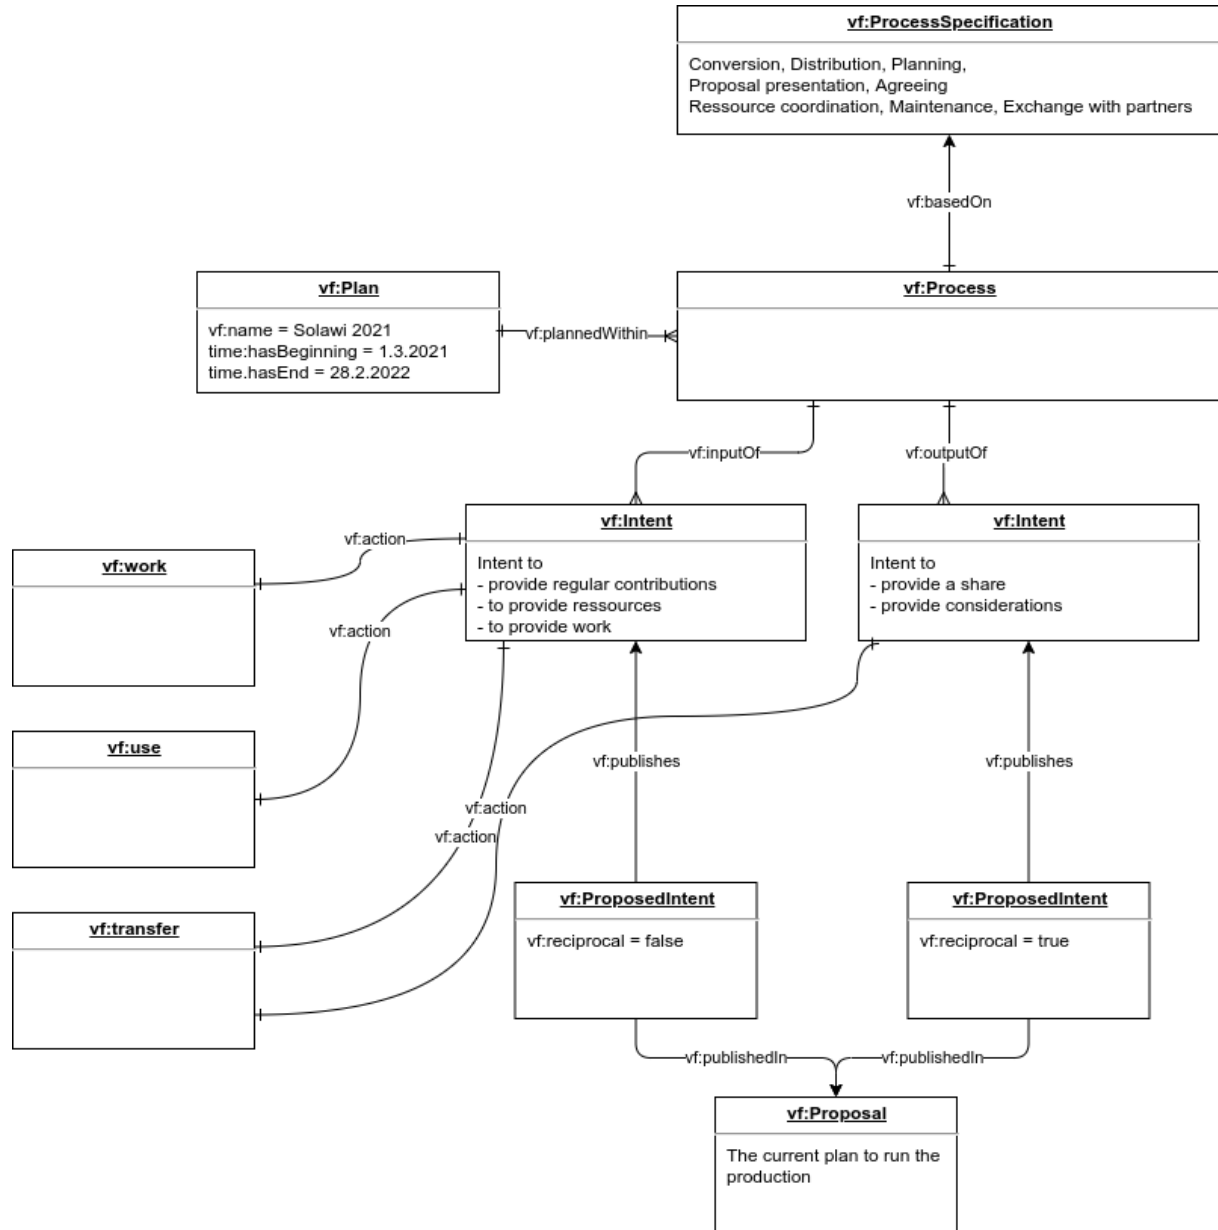 vf:ProcessSpecification
Conversion, Distribution, Planning,
Proposal presentation, Agreeing
Ressource coordination, Maintenance, Exchange with partners
vf:basedOn
vf:Plan
vf:name = Solawi 2021
time:hasBeginning = 1.3.2021
time.hasEnd = 28.2.2022
vf:plannedWithin
vf:Process
vf:inputOf
vf:outputOf
vf:Intent
Intent to
- provide regular contributions
- to provide ressources
- to provide work
vf:Intent
Intent to
- provide a share
- provide considerations
vf:action
vf:work
vf:action
vf:use
vf:publishes
vf:publishes
vf:action
vf:action
vf:transfer
vf:ProposedIntent
vf:reciprocal = false
vf:ProposedIntent
vf:reciprocal = true
vf:publishedIn
vf:publishedIn
vf:Proposal
The current plan to run the
production